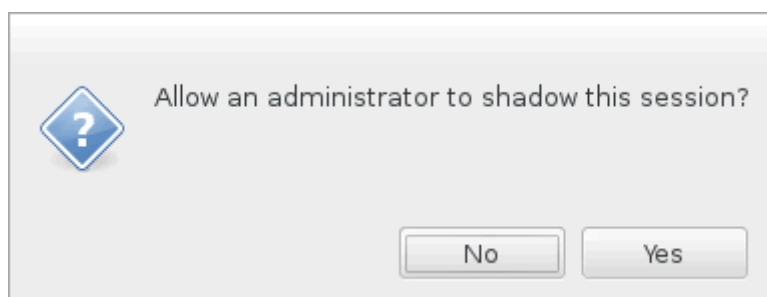 Allow an administrator to shadow this session?
?
No Yes